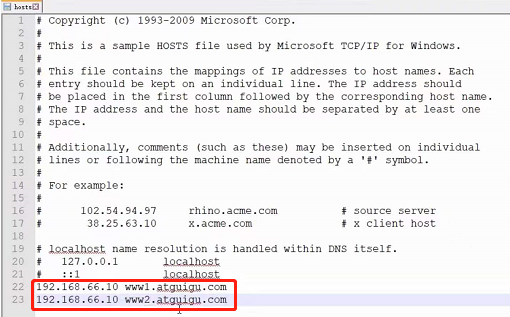 hosts
1 # Copyright (c) 1993-2009 Microsoft Corp.
2 #
3 # This is a sample HOSTS file used by Microsoft TCP/IP for Windows.
4 #
5 # This file contains the mappings of IP addresses to host names. Each
6 # entry should be kept on an individual line. The IP address should
7 # be placed in the first column followed by the corresponding host name.
8 # The IP address and the host name should be separated by at least one
9 # space.
10 #
11 # Additionally, comments (such as these) may be inserted on individual
12 # lines or following the machine name denoted by a '#' symbol.
13 #
14 # For example:
15 #
16 #      102.54.94.97     rhino.acme.com          # source server
17 #       38.25.63.10     x.acme.com              # x client host
18
19 # localhost name resolution is handled within DNS itself.
20 #   127.0.0.1       localhost
21 #   ::1             localhost
22 192.168.66.10 www1.atguigu.com
23 192.168.66.10 www2.atguigu.com